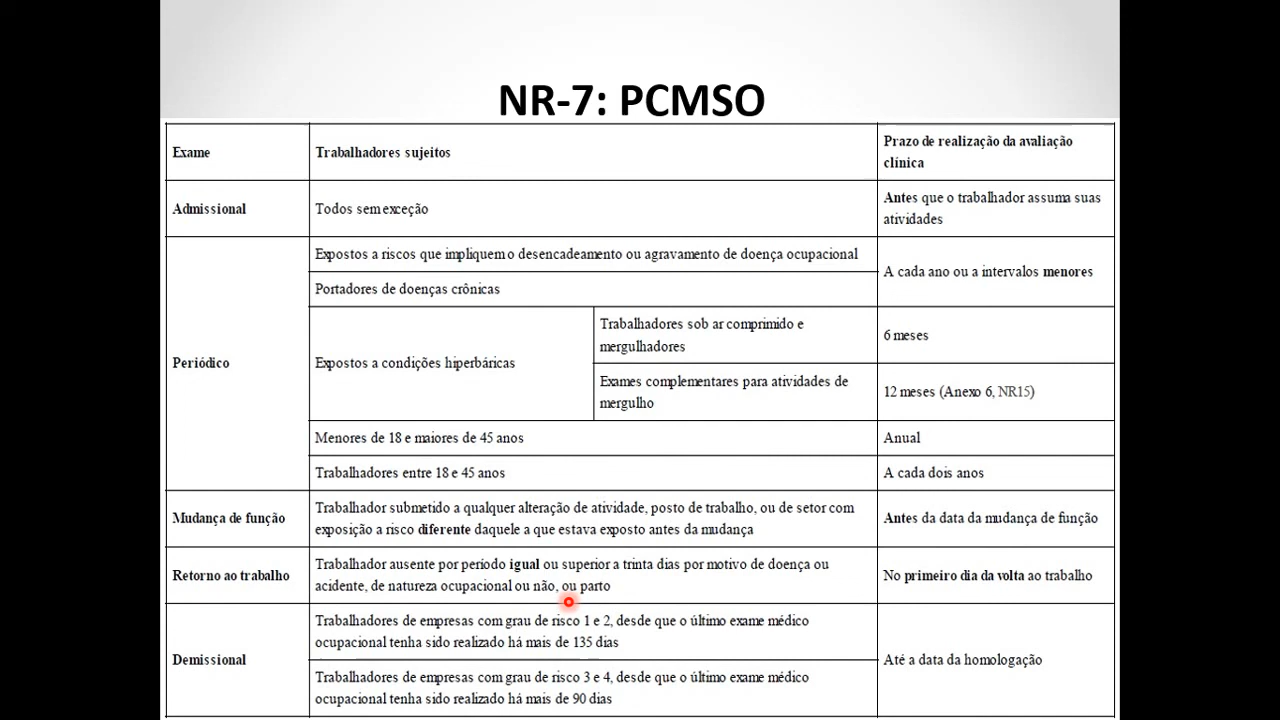 NR-7: PCMSO
Exame
Trabalhadores sujeitos
Prazo de realização da avaliação
clínica
Admissional
Todos sem exceção
Antes que o trabalhador assuma suas
atividades
Periódico
Expostos a riscos que impliquem o desencadeamento ou agravamento de doença ocupacional
A cada ano ou a intervalos menores
Portadores de doenças crônicas
Expostos a condições hiperbáricas
Trabalhadores sob ar comprimido e
mergulhadores
6 meses
Exames complementares para atividades de
mergulho
12 meses (Anexo 6, NR15)
Menores de 18 e maiores de 45 anos
Anual
Trabalhadores entre 18 e 45 anos
A cada dois anos
Mudança de função
Trabalhador submetido a qualquer alteração de atividade, posto de trabalho, ou de setor com
exposição a risco diferente daquele a que estava exposto antes da mudança
Antes da data da mudança de função
Retorno ao trabalho
Trabalhador ausente por período igual ou superior a trinta dias por motivo de doença ou
acidente, de natureza ocupacional ou não, ou parto
No primeiro dia da volta ao trabalho
Demissional
Trabalhadores de empresas com grau de risco 1 e 2, desde que o último exame médico
ocupacional tenha sido realizado há mais de 135 dias
Até a data da homologação
Trabalhadores de empresas com grau de risco 3 e 4, desde que o último exame médico
ocupacional tenha sido realizado há mais de 90 dias